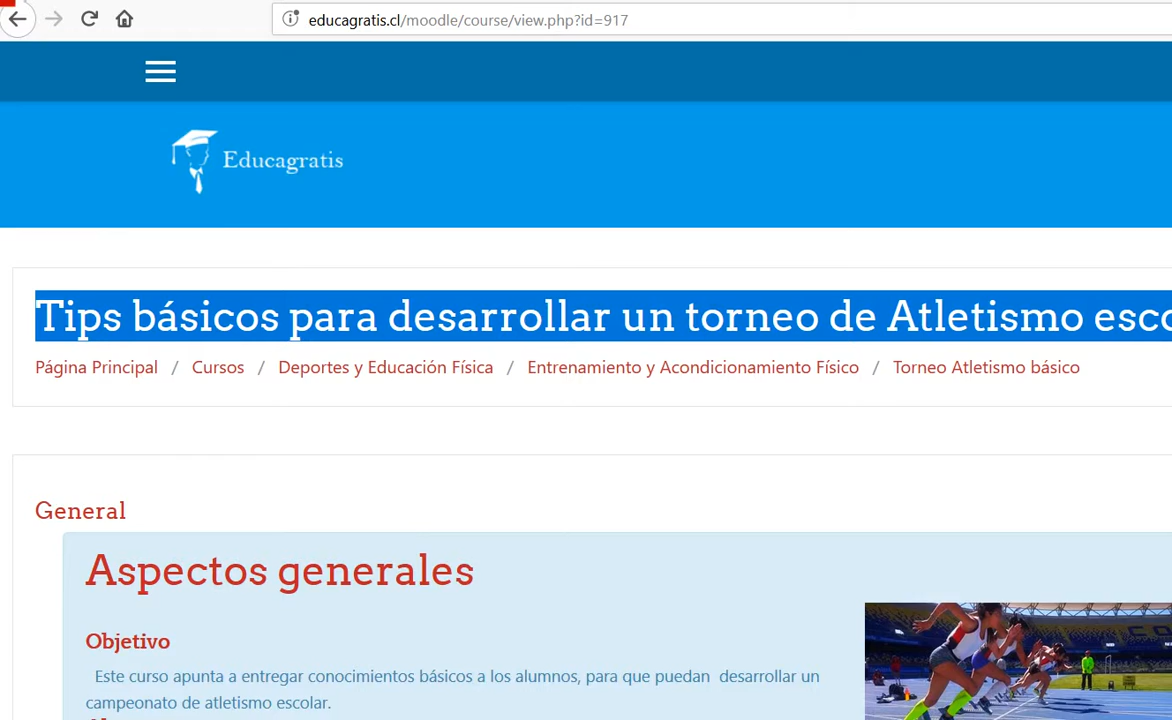 educagratis.cl/moodle/course/view.php?id=917
Educagratis
Tips básicos para desarrollar un torneo de Atletismo
Página Principal / Cursos / Deportes y Educación Física / Entrenamiento y Acondicionamiento Físico / Torneo Atletismo básico
General
Aspectos generales
Objetivo
Este curso apunta a entregar conocimientos básicos a los alumnos, para que puedan desarrollar un
campeonato de atletismo escolar.